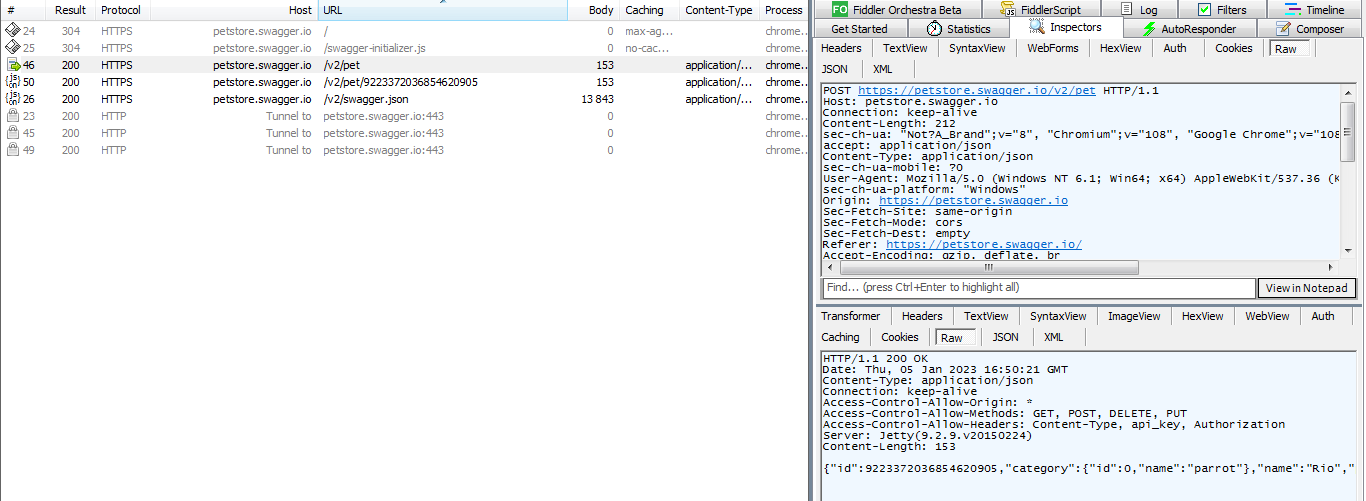 # Result Protocol Host URL Body Caching Content-Type Process
24 304 HTTPS petstore.swagger.io / 0 max-ag... chrome..
25 304 HTTPS petstore.swagger.io /swagger-initializer.js 0 no-cac... chrome..
46 200 HTTPS petstore.swagger.io /v2/pet 153 application/... chrome..
50 200 HTTPS petstore.swagger.io /v2/pet/9223372036854620905 153 application/... chrome..
26 200 HTTPS petstore.swagger.io /v2/swagger.json 13 843 application/... chrome..
23 200 HTTP Tunnel to petstore.swagger.io:443 0 chrome..
45 200 HTTP Tunnel to petstore.swagger.io:443 0 chrome..
49 200 HTTP Tunnel to petstore.swagger.io:443 0 chrome..
FO Fiddler Orchestra Beta JS FiddlerScript Log Filters Timeline
Get Started Statistics Inspectors AutoResponder Composer
Headers TextView SyntaxView WebForms HexView Auth Cookies Raw
JSON XML
POST https://petstore.swagger.io/v2/pet HTTP/1.1
Host: petstore.swagger.io
Connection: keep-alive
Content-Length: 212
sec-ch-ua: "Not?A_Brand";v="8", "Chromium";v="108", "Google Chrome";v="108
accept: application/json
Content-Type: application/json
sec-ch-ua-mobile: ?0
User-Agent: Mozilla/5.0 (Windows NT 6.1; Win64; x64) AppleWebKit/537.36 (K
sec-ch-ua-platform: "Windows"
Origin: https://petstore.swagger.io
Sec-Fetch-Site: same-origin
Sec-Fetch-Mode: cors
Sec-Fetch-Dest: empty
Referer: https://petstore.swagger.io/
Accept-Encoding: gzip, deflate, br
Find... (press Ctrl+Enter to highlight all) View in Notepad
Transformer Headers TextView SyntaxView ImageView HexView WebView Auth
Caching Cookies Raw JSON XML
HTTP/1.1 200 OK
Date: Thu, 05 Jan 2023 16:50:21 GMT
Content-Type: application/json
Connection: keep-alive
Access-Control-Allow-Origin: *
Access-Control-Allow-Methods: GET, POST, DELETE, PUT
Access-Control-Allow-Headers: Content-Type, api_key, Authorization
Server: Jetty(9.2.9.v20150224)
Content-Length: 153
{"id":9223372036854620905,"category":{"id":0,"name":"parrot"},"name":"Rio","